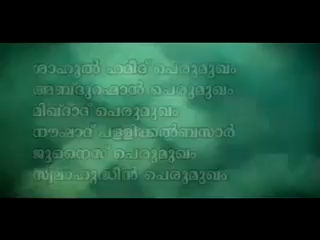 ശാഹുൽ ഹമീദ് പെരുമുഖം
അബ്ദുറഹ്മാൻ പെരുമുഖം
മിഖ്ദാദ് പെരുമുഖം
നൗഷാദ് പള്ളിക്കൽബസാർ
ജുനൈസ് പെരുമുഖം
സ്വലാഹുദ്ദീൻ പെരുമുഖം